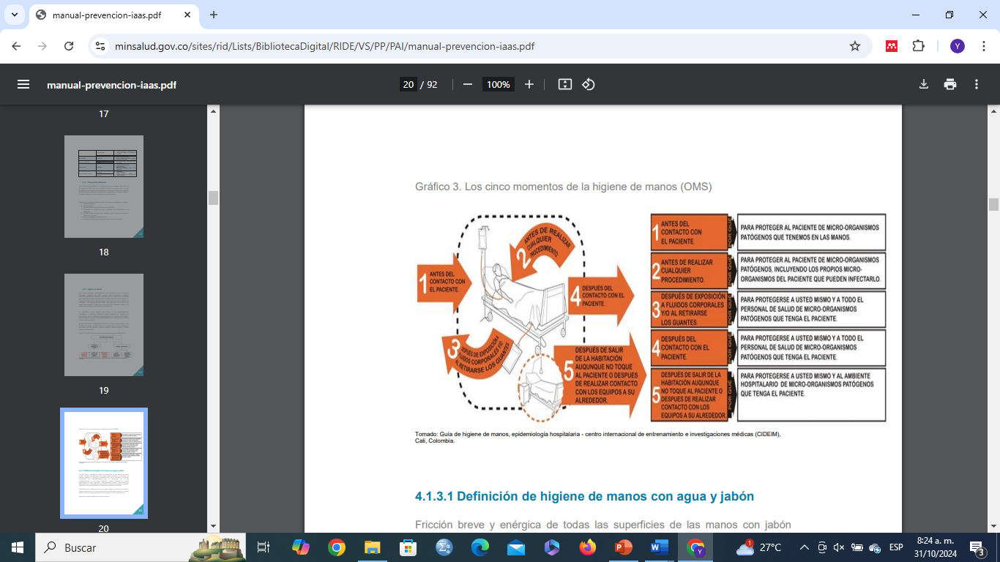 manual-prevencion-iaas.pdf
minsalud.gov.co/sites/rid/Lists/BibliotecaDigital/RIDE/VS/PP/PAI/manual-prevencion-iaas.pdf
Y
manual-prevencion-iaas.pdf
20 / 92
100%
17
18
19
20
Gráfico 3. Los cinco momentos de la higiene de manos (OMS)
1
ANTES DEL
CONTACTO CON
EL PACIENTE.
2
ANTES DE REALIZAR
CUALQUIER
PROCEDIMIENTO
3
DESPUÉS DE EXPOSICIÓN A
FLUIDOS CORPORALES Y/O
AL RETIRARSE LOS GUANTES
4
DESPUÉS DEL
CONTACTO CON EL
PACIENTE.
5
DESPUÉS DE SALIR
DE LA HABITACIÓN
AUQUNQUE NO TOQUE
AL PACIENTE O DESPUES
DE REALIZAR CONTACTO
CON LOS EQUIPOS A SU
ALREDEDOR.
1
ANTES DEL
CONTACTO CON
EL PACIENTE.
POR QUÉ
PARA PROTEGER AL PACIENTE DE MICRO-ORGANISMOS
PATÓGENOS QUE TENEMOS EN LAS MANOS.
2
ANTES DE REALIZAR
CUALQUIER
PROCEDIMIENTO.
POR QUÉ
PARA PROTEGER AL PACIENTE DE MICRO-ORGANISMOS
PATÓGENOS, INCLUYENDO LOS PROPIOS MICRO-
ORGANISMOS DEL PACIENTE QUE PUEDEN INFECTARLO.
3
DESPUÉS DE EXPOSICIÓN
A FLUIDOS CORPORALES
Y/O AL RETIRARSE
LOS GUANTES.
POR QUÉ
PARA PROTEGERSE A USTED MISMO Y A TODO EL
PERSONAL DE SALUD DE MICRO-ORGANISMOS
PATÓGENOS QUE TENGA EL PACIENTE.
4
DESPUÉS DEL
CONTACTO CON EL
PACIENTE.
POR QUÉ
PARA PROTEGERSE A USTED MISMO Y A TODO EL
PERSONAL DE SALUD DE MICRO-ORGANISMOS
PATÓGENOS QUE TENGA EL PACIENTE.
5
DESPUÉS DE SALIR DE LA
HABITACIÓN AUQUNQUE
NO TOQUE AL PACIENTE O
DESPUES DE REALIZAR
CONTACTO CON LOS
EQUIPOS A SU ALREDEDOR.
POR QUÉ
PARA PROTEGERSE A USTED MISMO Y AL AMBIENTE
HOSPITALARIO DE MICRO-ORGANISMOS PATÓGENOS
QUE TENGA EL PACIENTE.
Tomado: Guía de higiene de manos, epidemiología hospitalaria - centro internacional de entrenamiento e investigaciones médicas (CIDEIM),
Cali, Colombia.
4.1.3.1 Definición de higiene de manos con agua y jabón
Fricción breve y enérgica de todas las superficies de las manos con jabón
Buscar
1
27°C
ESP
8:24 a. m.
31/10/2024
3